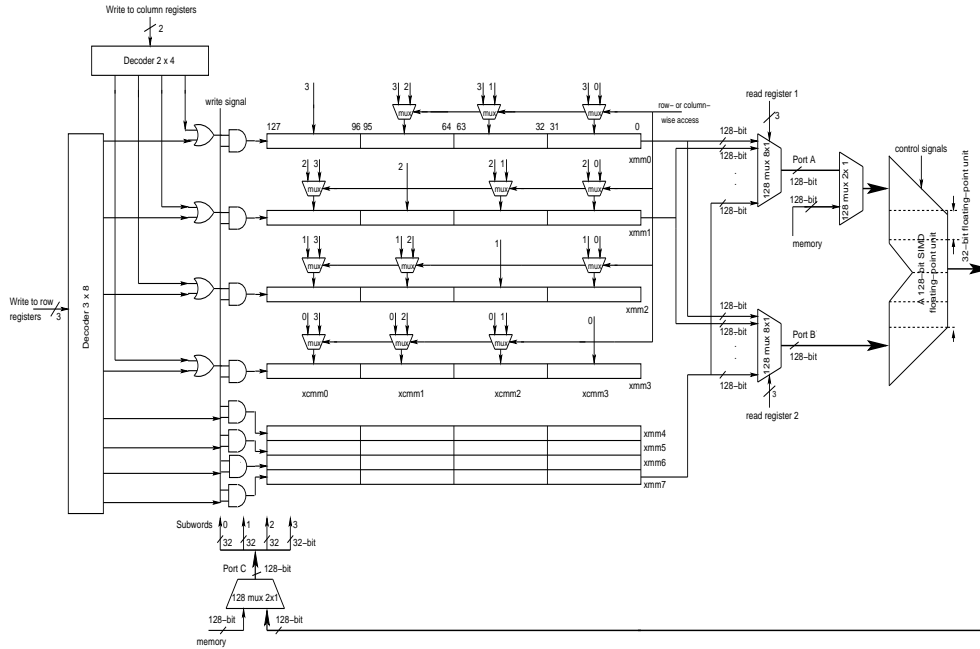 Write to column registers
2
Decoder 2 x 4
write signal
3
3 2
3 1
3 0
mux
mux
mux
row- or column-
wise access
127
96 95
64 63
32 31
0
xmm0
2 3
2
2 1
2 0
mux
mux
mux
xmm1
1 3
1 2
1
1 0
mux
mux
mux
xmm2
0 3
0 2
0 1
0
mux
mux
mux
xmm3
xcmm0
xcmm1
xcmm2
xcmm3
xmm4
xmm5
xmm6
xmm7
Write to row
registers
3
Decoder 3 x 8
read register 1
3
128-bit
128-bit
.
.
128-bit
128 mux 8x1
Port A
128-bit
128-bit
memory
128 mux 2x 1
control signals
A 128-bit SIMD
floating-point unit
32-bit floating-point unit
128-bit
128-bit
.
.
128-bit
128 mux 8x1
Port B
128-bit
3
read register 2
Subwords
0
1
2
3
32
32
32
32-bit
Port C
128-bit
128 mux 2x1
128-bit
128-bit
memory